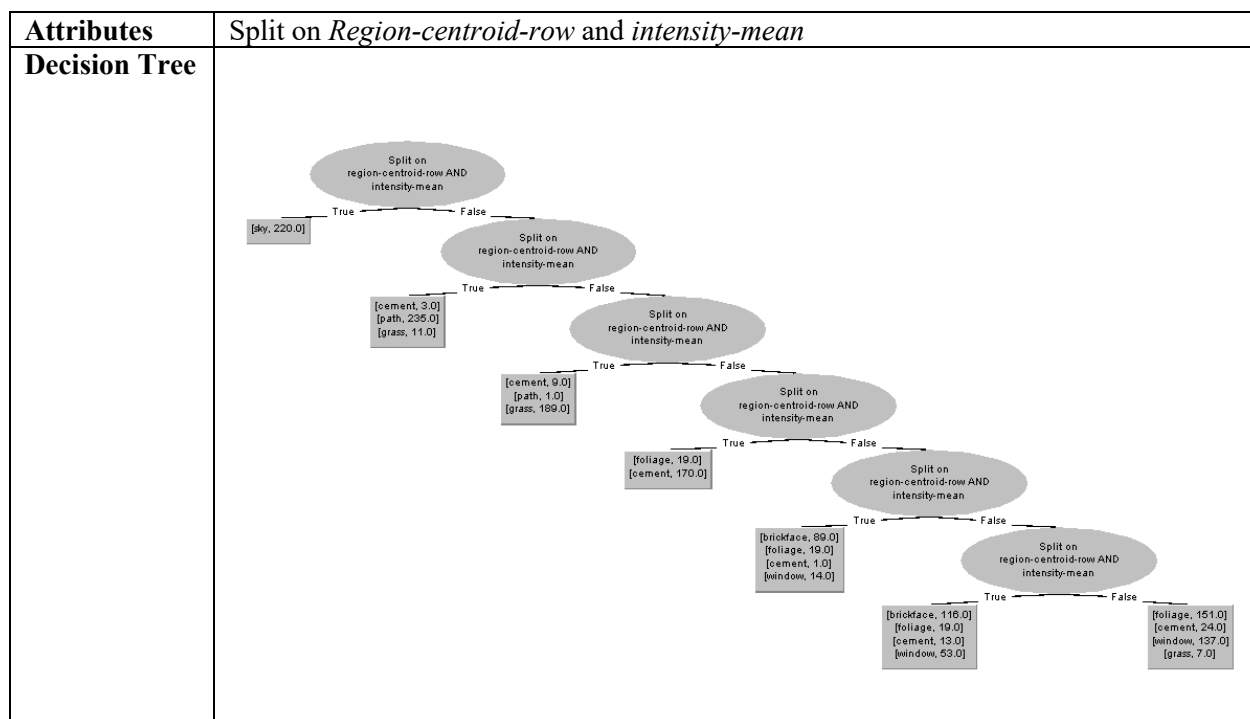 Attributes
Split on Region-centroid-row and intensity-mean
Decision Tree
Split on
region-centroid-row AND
intensity-mean
True
False
[sky, 220.0]
Split on
region-centroid-row AND
intensity-mean
True
False
[cement, 3.0]
[path, 235.0]
[grass, 11.0]
Split on
region-centroid-row AND
intensity-mean
True
False
[cement, 9.0]
[path, 1.0]
[grass, 189.0]
Split on
region-centroid-row AND
intensity-mean
True
False
[foliage, 19.0]
[cement, 170.0]
Split on
region-centroid-row AND
intensity-mean
True
False
[brickface, 89.0]
[foliage, 19.0]
[cement, 1.0]
[window, 14.0]
Split on
region-centroid-row AND
intensity-mean
True
False
[brickface, 116.0]
[foliage, 19.0]
[cement, 13.0]
[window, 53.0]
[foliage, 151.0]
[cement, 24.0]
[window, 137.0]
[grass, 7.0]